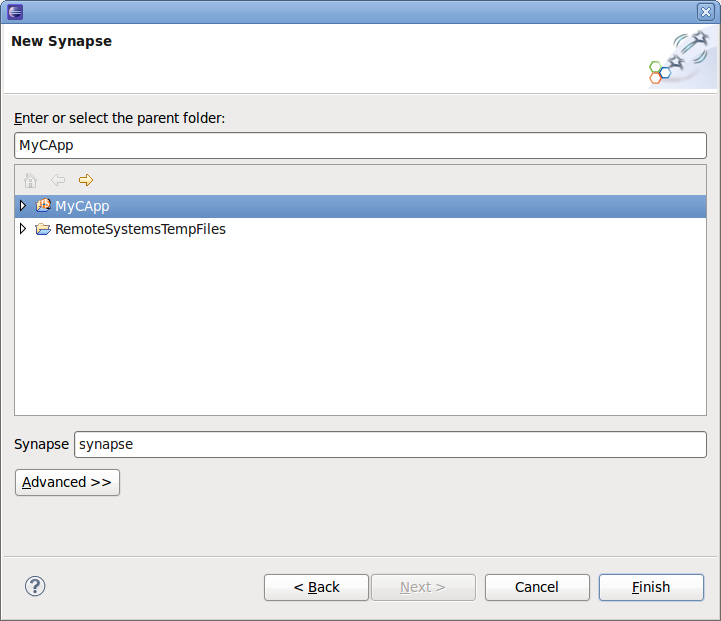 New Synapse
Enter or select the parent folder:
MyCApp
MyCApp
RemoteSystemsTempFiles
Synapse synapse
Advanced >>
? < Back Next > Cancel Finish